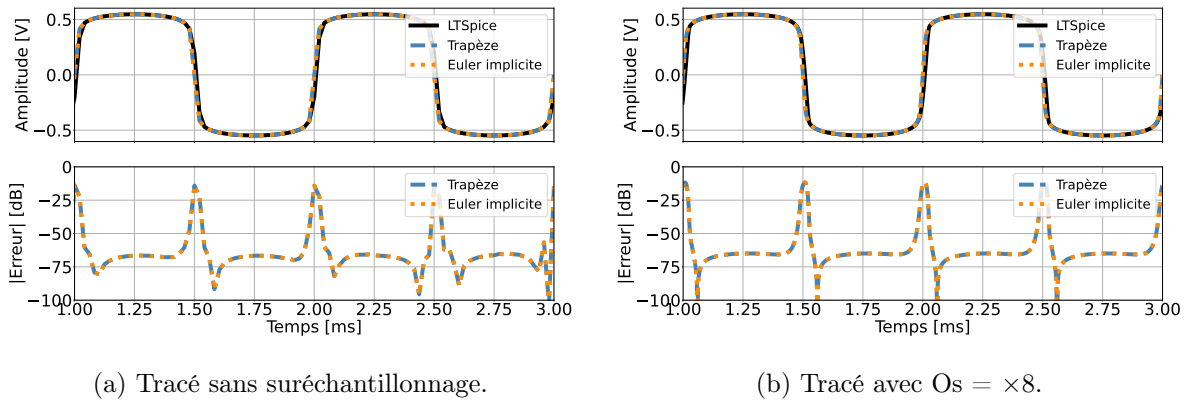 Amplitude [V]
0.5
0.0
−0.5
LTSpice
Trapèze
Euler implicite
|Erreur| [dB]
0
−25
−50
−75
−100
Trapèze
Euler implicite
1.00 1.25 1.50 1.75 2.00 2.25 2.50 2.75 3.00
Temps [ms]
(a) Tracé sans suréchantillonnage.
Amplitude [V]
0.5
0.0
−0.5
LTSpice
Trapèze
Euler implicite
|Erreur| [dB]
0
−25
−50
−75
−100
Trapèze
Euler implicite
1.00 1.25 1.50 1.75 2.00 2.25 2.50 2.75 3.00
Temps [ms]
(b) Tracé avec Os = ×8.